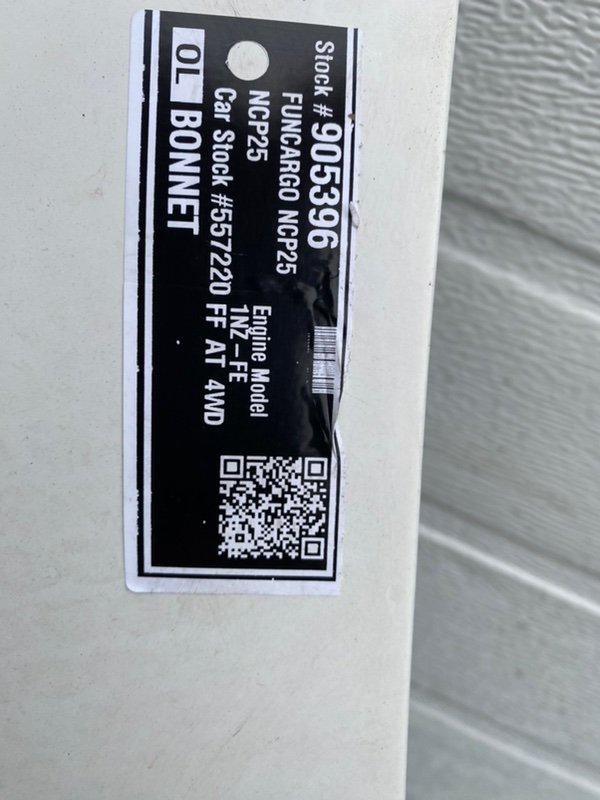 Stock # 905396
FUNCARGO NCP25
NCP25
Engine Model
1NZ-FE
Car Stock #557220 FF AT 4WD
OL BONNET